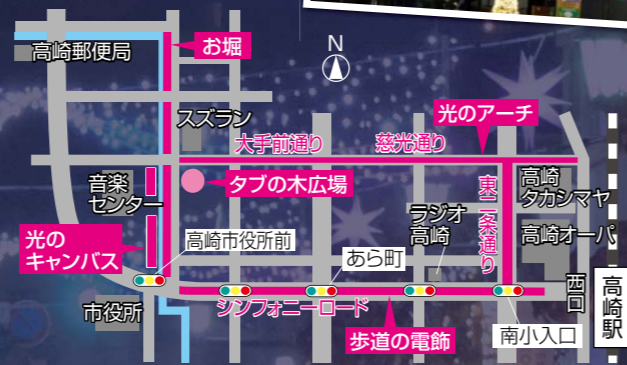 高崎郵便局
お堀
N
スズラン
光のアーチ
大手前通り
慈光通り
音楽
センター
タブの木広場
東二条通り
高崎
タカシマヤ
光の
キャンバス
高崎市役所前
ラジオ
高崎
高崎オーパ
あら町
西口
高崎駅
市役所
シンフォニーロード
歩道の電飾
南小入口